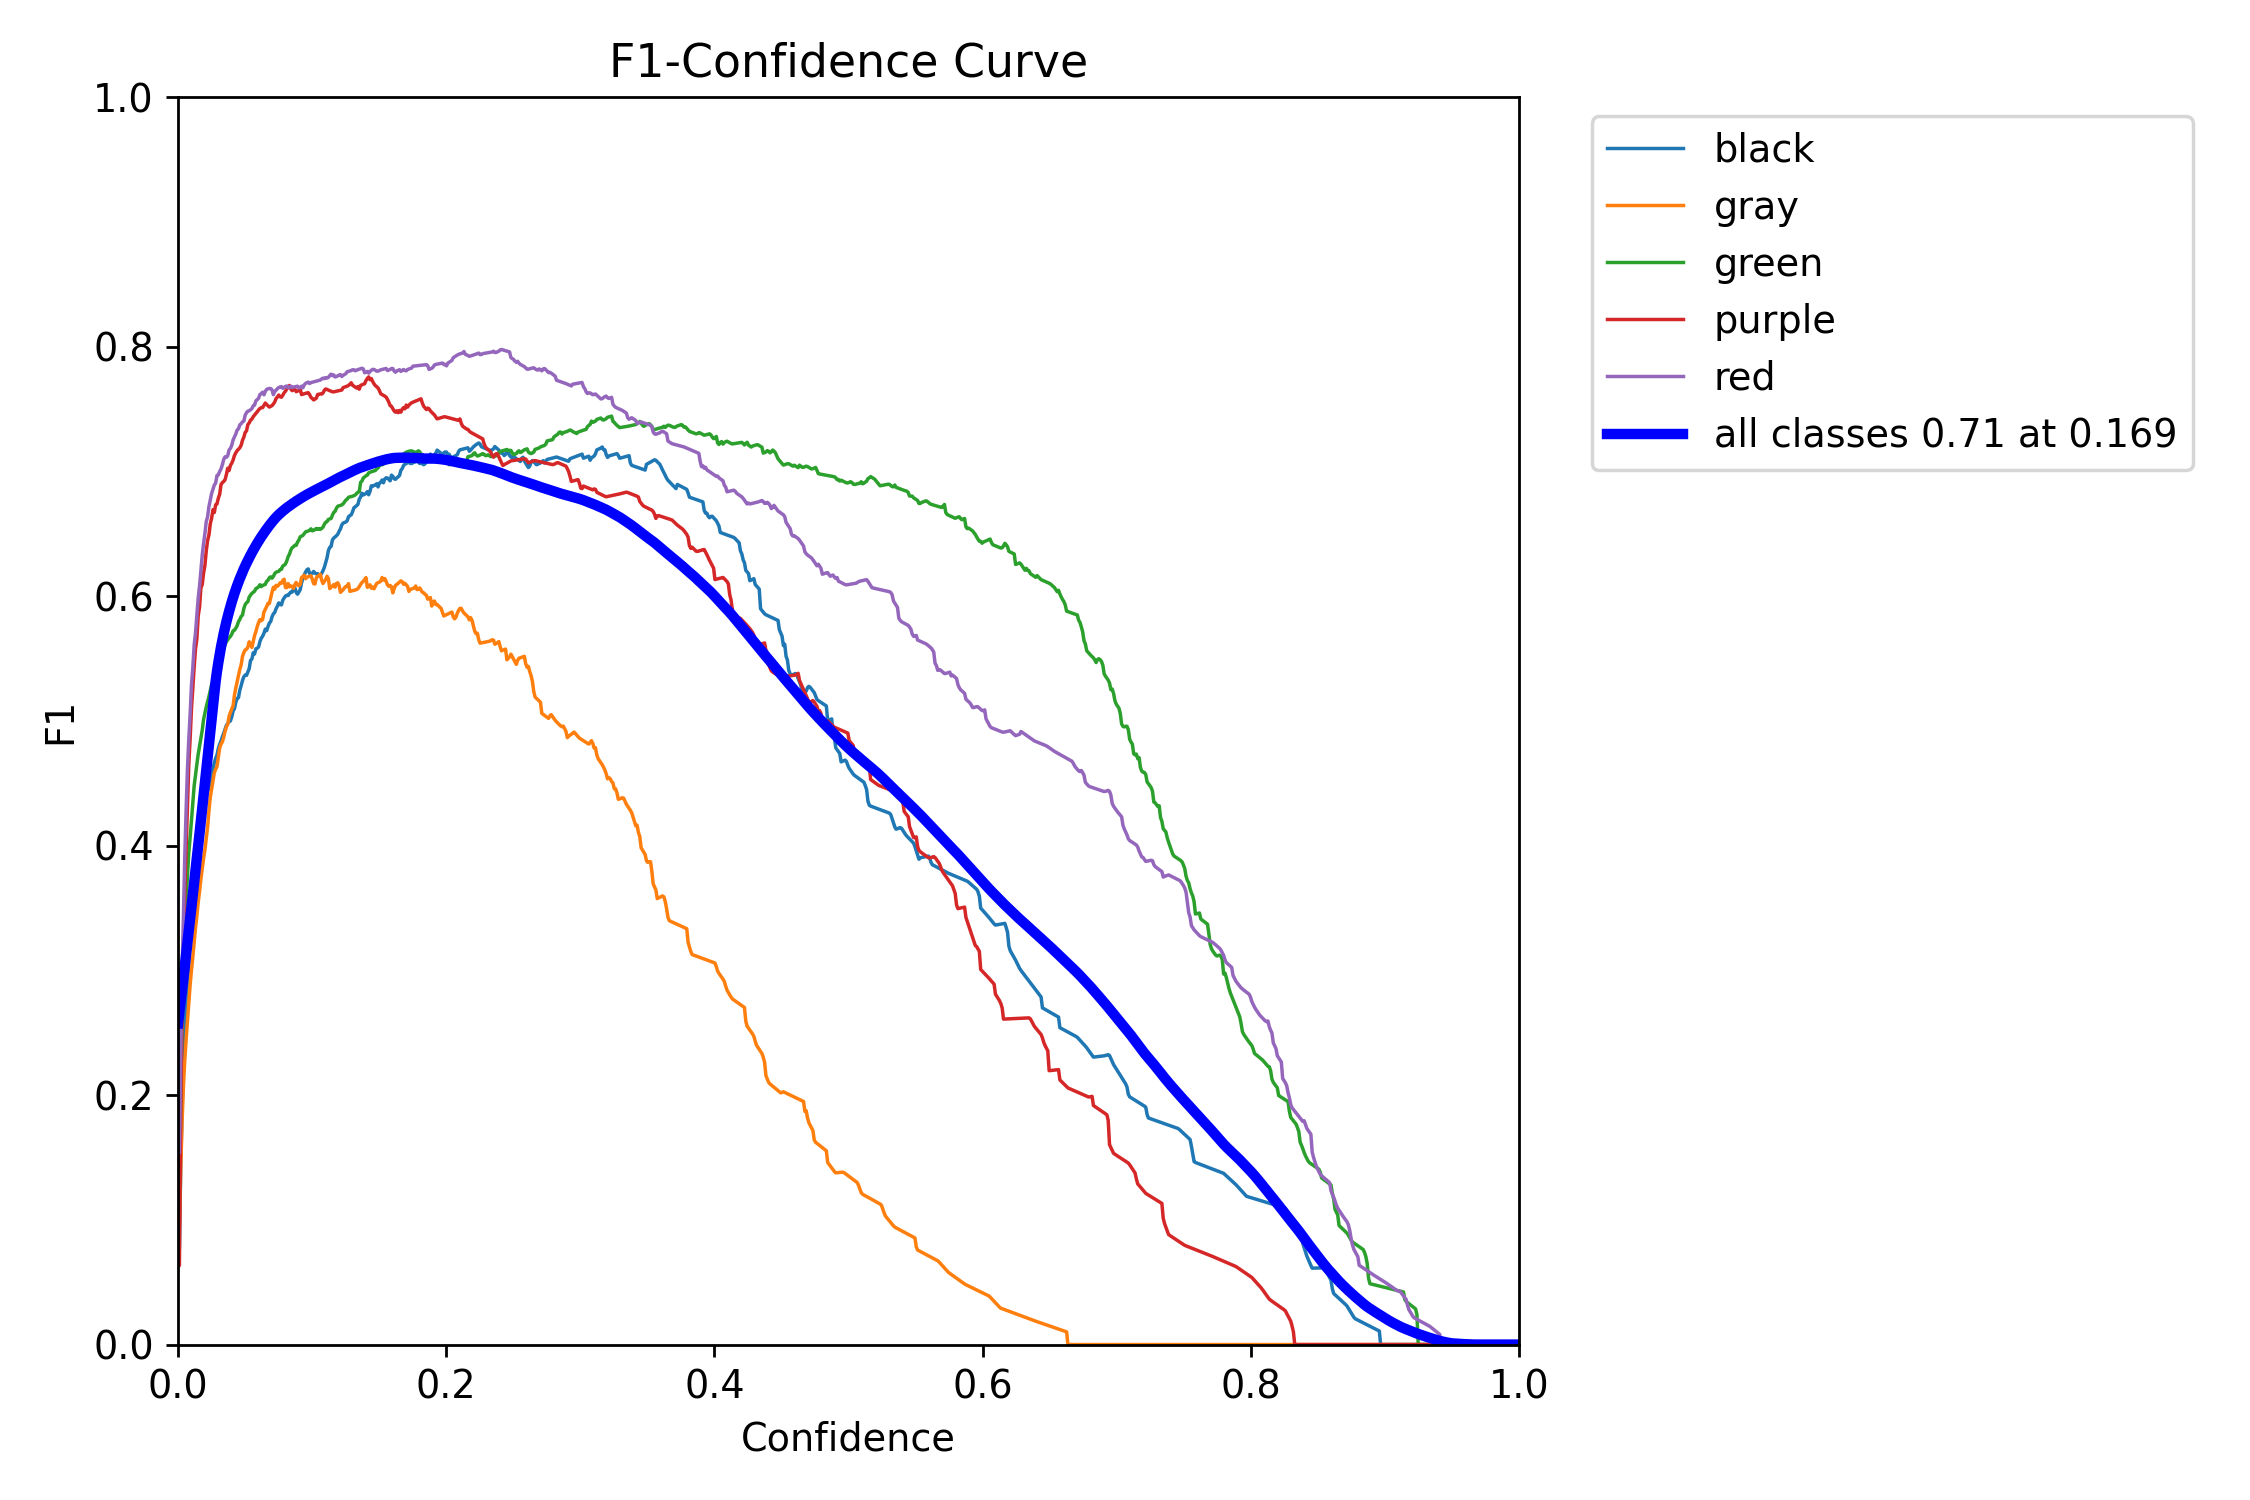 F1-Confidence Curve
1.0
0.8
0.6
0.4
0.2
0.0
F1
0.0 0.2 0.4 0.6 0.8 1.0
Confidence
black
gray
green
purple
red
all classes 0.71 at 0.169